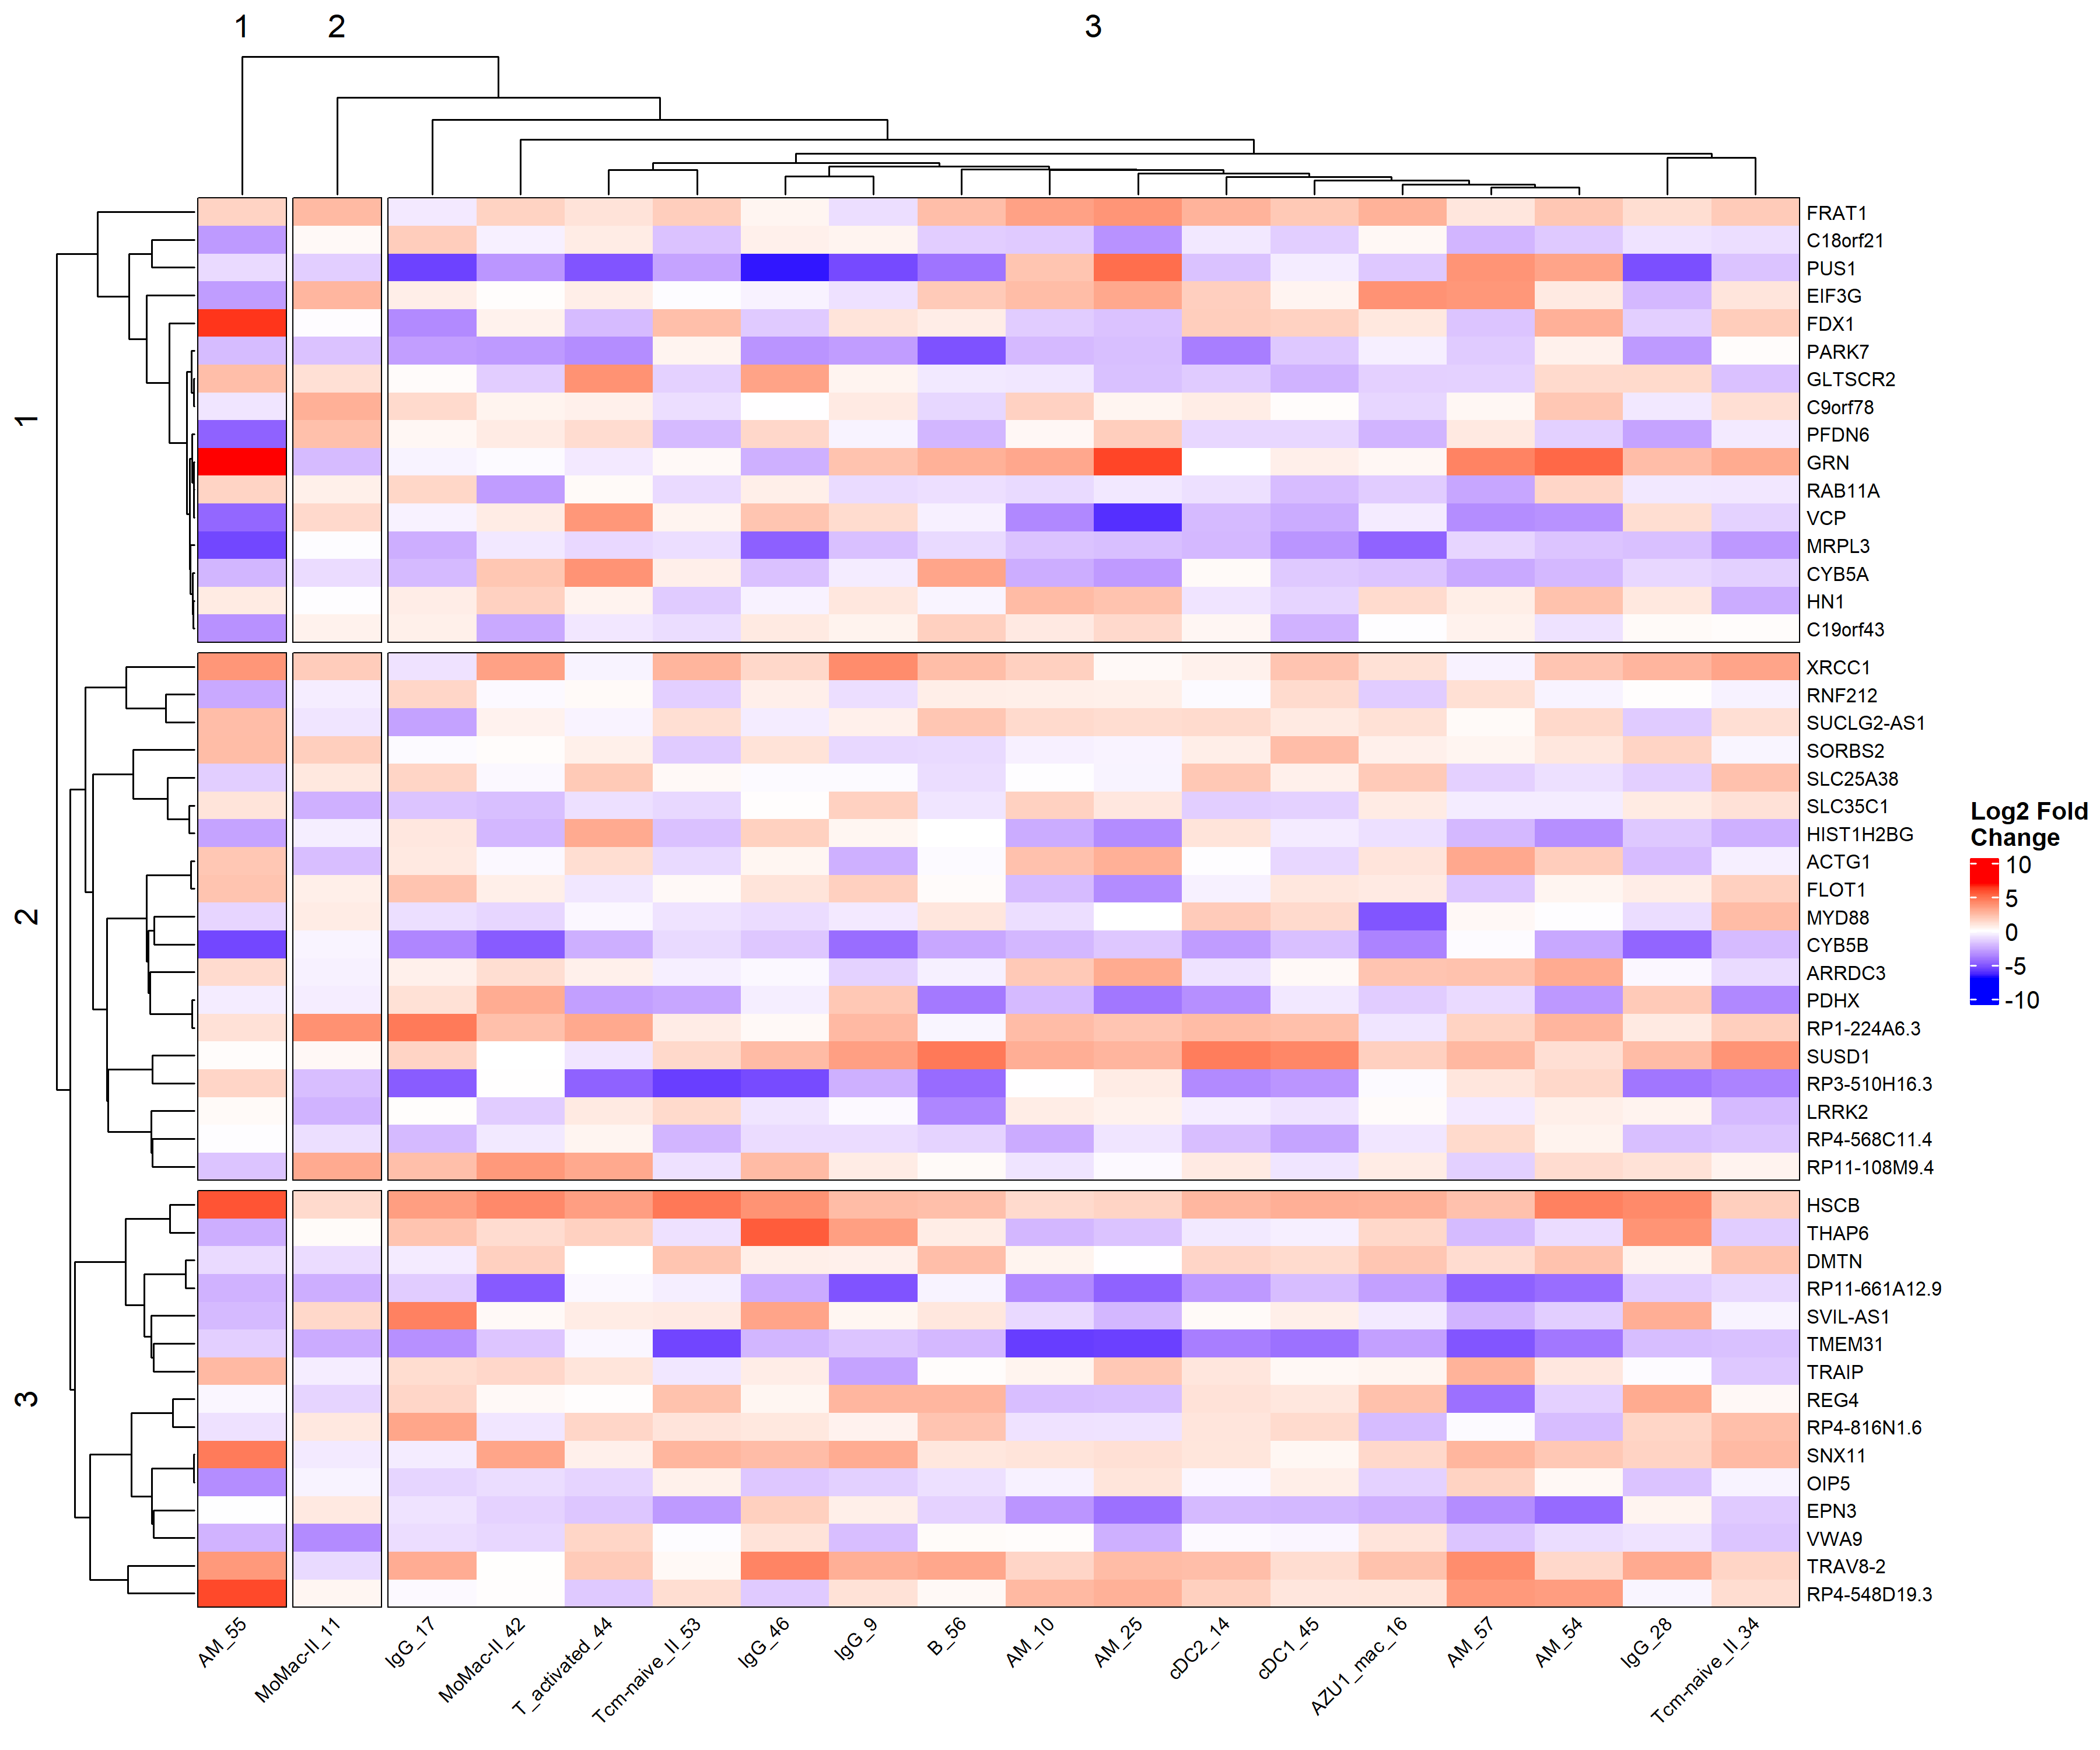 1
2
3
1
2
3
FRAT1
C18orf21
PUS1
EIF3G
FDX1
PARK7
GLTSCR2
C9orf78
PFDN6
GRN
RAB11A
VCP
MRPL3
CYB5A
HN1
C19orf43
XRCC1
RNF212
SUCLG2-AS1
SORBS2
SLC25A38
SLC35C1
HIST1H2BG
ACTG1
FLOT1
MYD88
CYB5B
ARRDC3
PDHX
RP1-224A6.3
SUSD1
RP3-510H16.3
LRRK2
RP4-568C11.4
RP11-108M9.4
HSCB
THAP6
DMTN
RP11-661A12.9
SVIL-AS1
TMEM31
TRAIP
REG4
RP4-816N1.6
SNX11
OIP5
EPN3
VWA9
TRAV8-2
RP4-548D19.3
Log2 Fold
Change
10
5
0
-5
-10
AM_55
MoMac-II_11
IgG_17
MoMac-II_42
T_activated_44
Tcm-naive_II_53
IgG_46
IgG_9
B_56
AM_10
AM_25
cDC2_14
cDC1_45
AZU1_mac_16
AM_57
AM_54
IgG_28
Tcm-naive_II_34